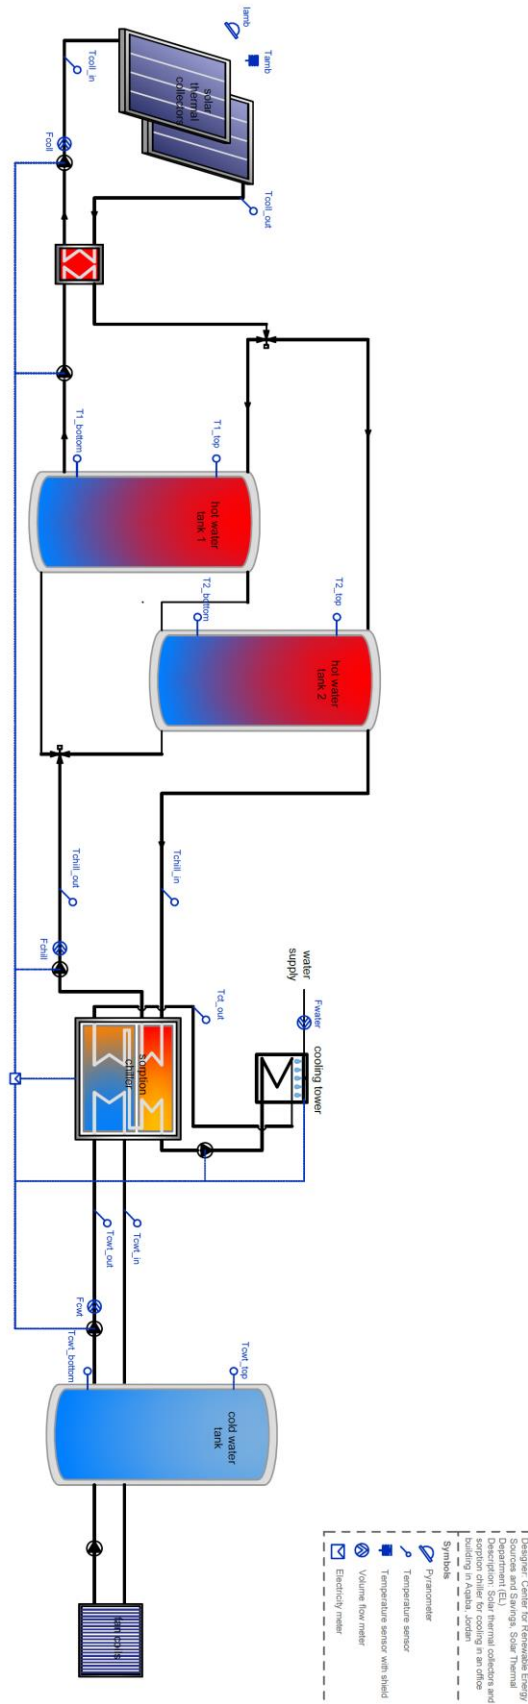 Iamb
Tamb
Tcoll_in
solar
thermal
collectors
Fcoll
Tcoll_out
T1_bottom
T1_top
hot water
tank 1
T2_bottom
T2_top
hot water
tank 2
Tchill_out
Tchill_in
Fchill
water
supply
Fwater
cooling tower
Tct_out
sorption
chiller
Tcwt_out
Tcwt_in
Fcwt
Tcwt_bottom
Tcwt_top
cold water
tank
fan coils
Designer: Center for Renewable Energy
Sources and Savings, Solar Thermal
Department (EL)
Description: Solar thermal collectors and
sorption chiller for cooling in an office
building in Aqaba, Jordan
Symbols
Pyranometer
Temperature sensor
Temperature sensor with shield
Volume flow meter
Electricity meter